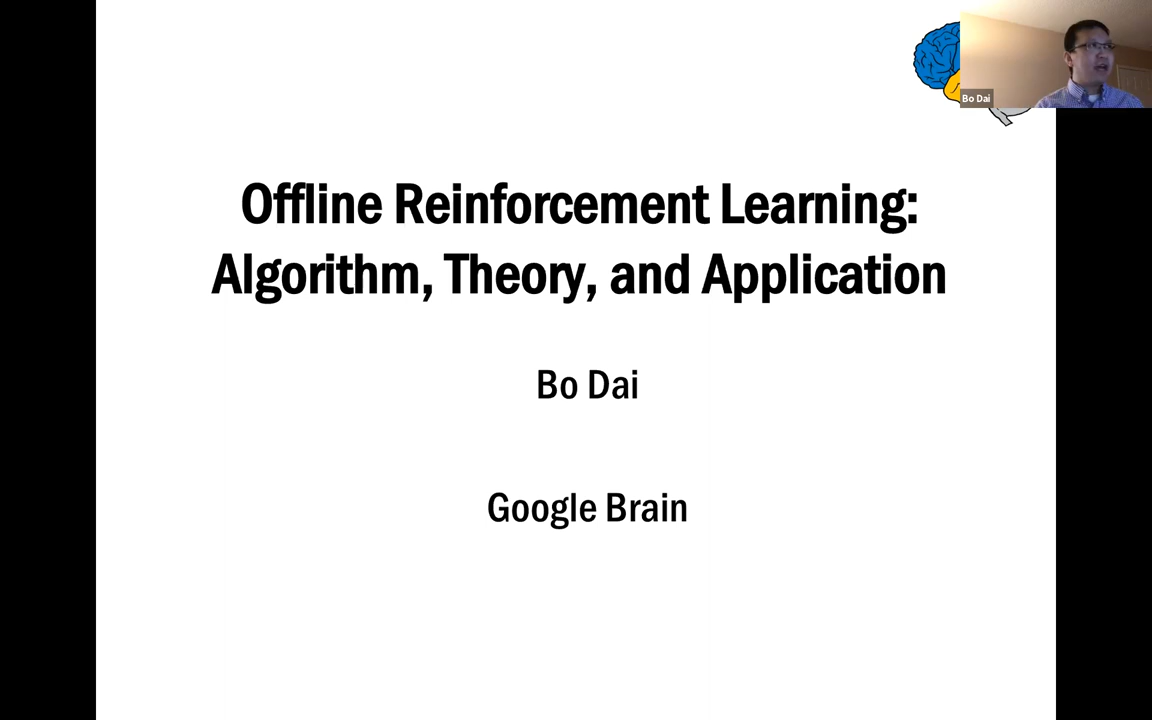 Bo Dai
Offline Reinforcement Learning:
Algorithm, Theory, and Application
Bo Dai
Google Brain